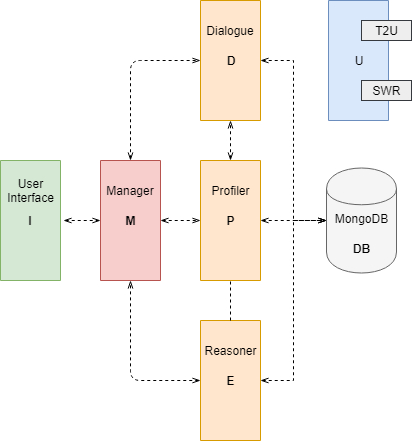 Dialogue
D
T2U
U
SWR
User
Interface
I
Manager
M
Profiler
P
MongoDB
DB
Reasoner
E